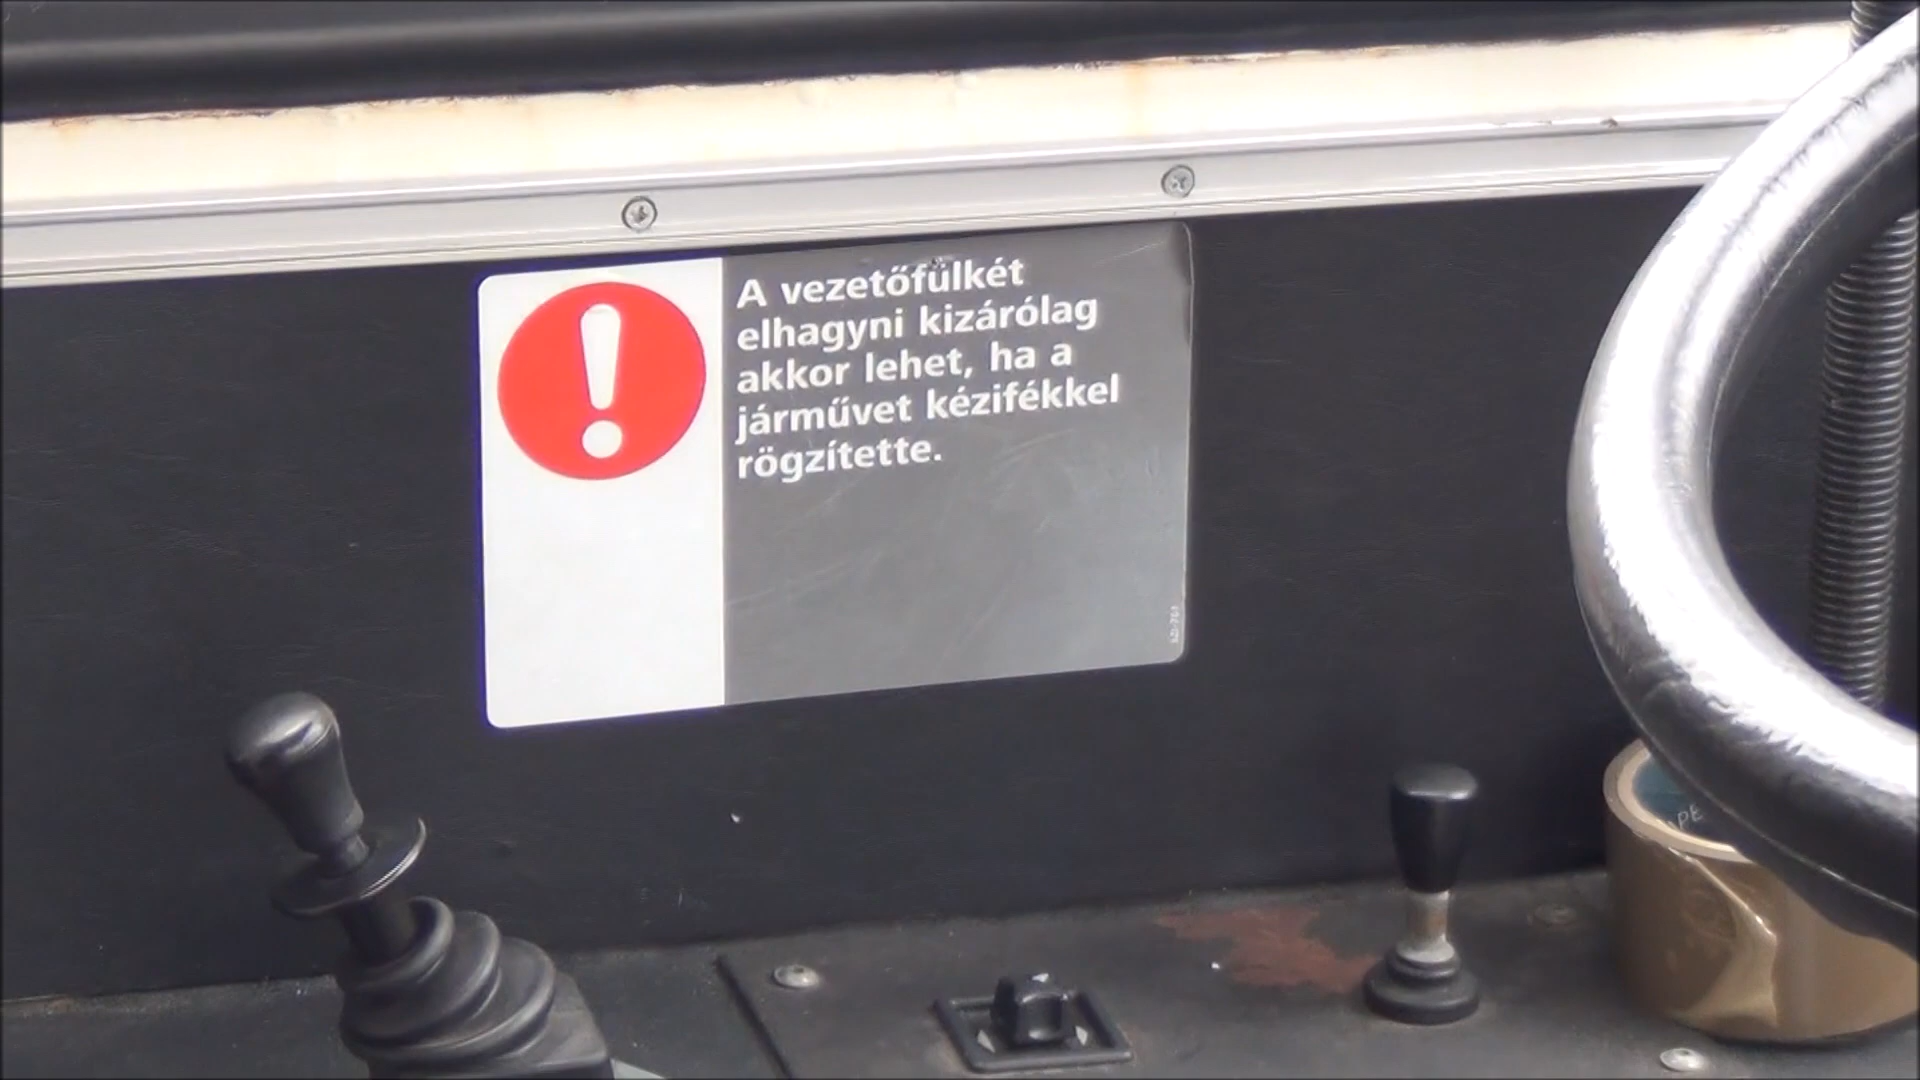 A vezetőfülkét
elhagyni kizárólag
akkor lehet, ha a
járművet kézifékkel
rögzítette.